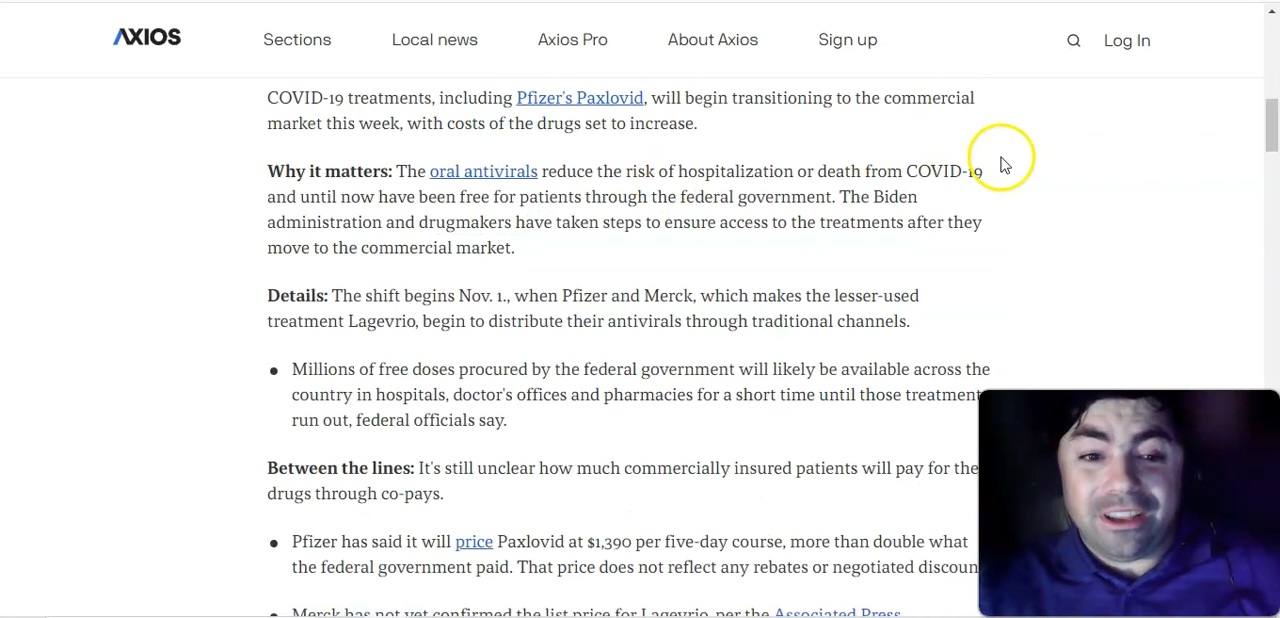 AXIOS
Sections
Local news
Axios Pro
About Axios
Sign up
Log In
COVID-19 treatments, including Pfizer's Paxlovid, will begin transitioning to the commercial
market this week, with costs of the drugs set to increase.
Why it matters: The oral antivirals reduce the risk of hospitalization or death from COVID-19
and until now have been free for patients through the federal government. The Biden
administration and drugmakers have taken steps to ensure access to the treatments after they
move to the commercial market.
Details: The shift begins Nov. 1., when Pfizer and Merck, which makes the lesser-used
treatment Lagevrio, begin to distribute their antivirals through traditional channels.
• Millions of free doses procured by the federal government will likely be available across the
country in hospitals, doctor's offices and pharmacies for a short time until those treatment
run out, federal officials say.
Between the lines: It's still unclear how much commercially insured patients will pay for the
drugs through co-pays.
• Pfizer has said it will price Paxlovid at $1,390 per five-day course, more than double what
the federal government paid. That price does not reflect any rebates or negotiated discoun
• Merck has not yet confirmed the list price for Lagevrio, per the Associated Press